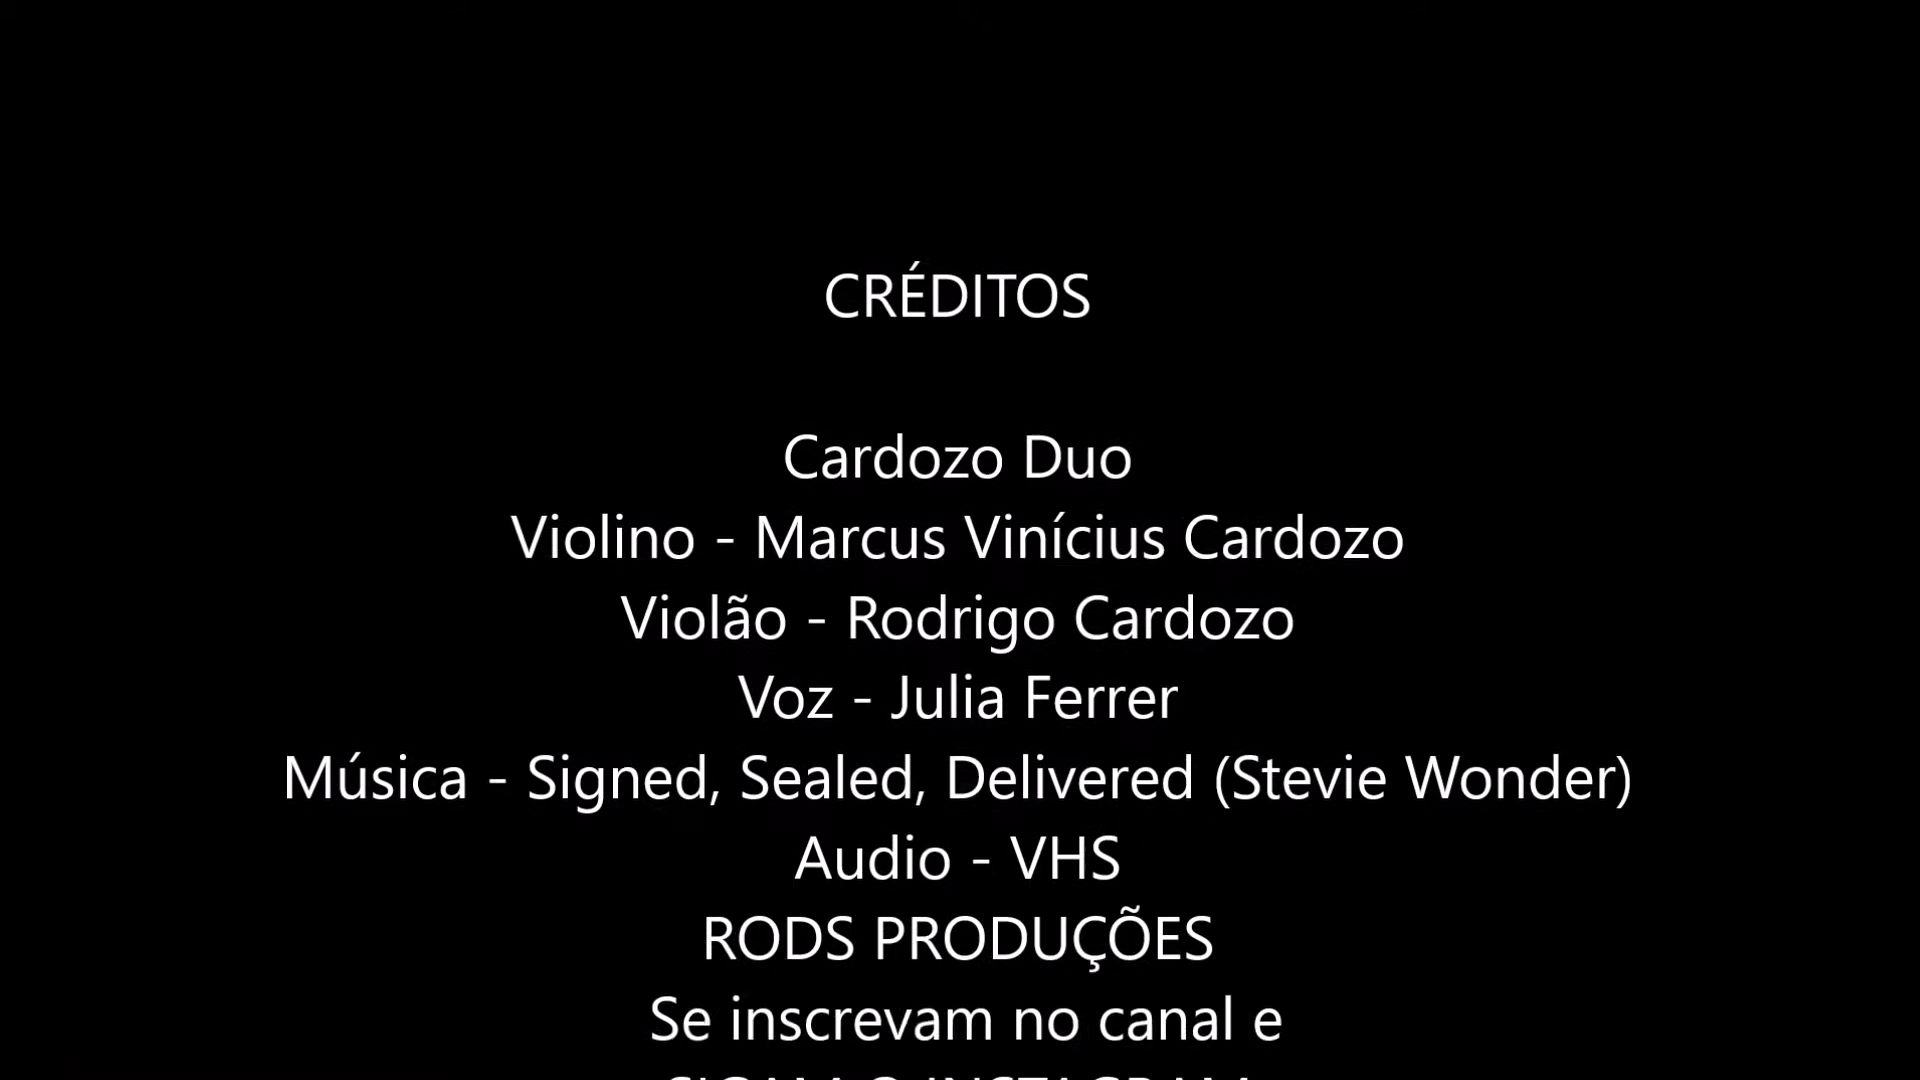 CRÉDITOS
Cardozo Duo
Violino - Marcus Vinícius Cardozo
Violão - Rodrigo Cardozo
Voz - Julia Ferrer
Música - Signed, Sealed, Delivered (Stevie Wonder)
Audio - VHS
RODS PRODUÇÕES
Se inscrevam no canal e